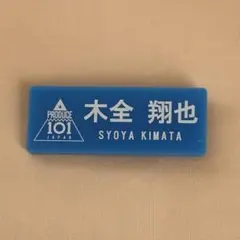 PRODUCE
101
JAPAN
木全 翔也
SYOYA KIMATA